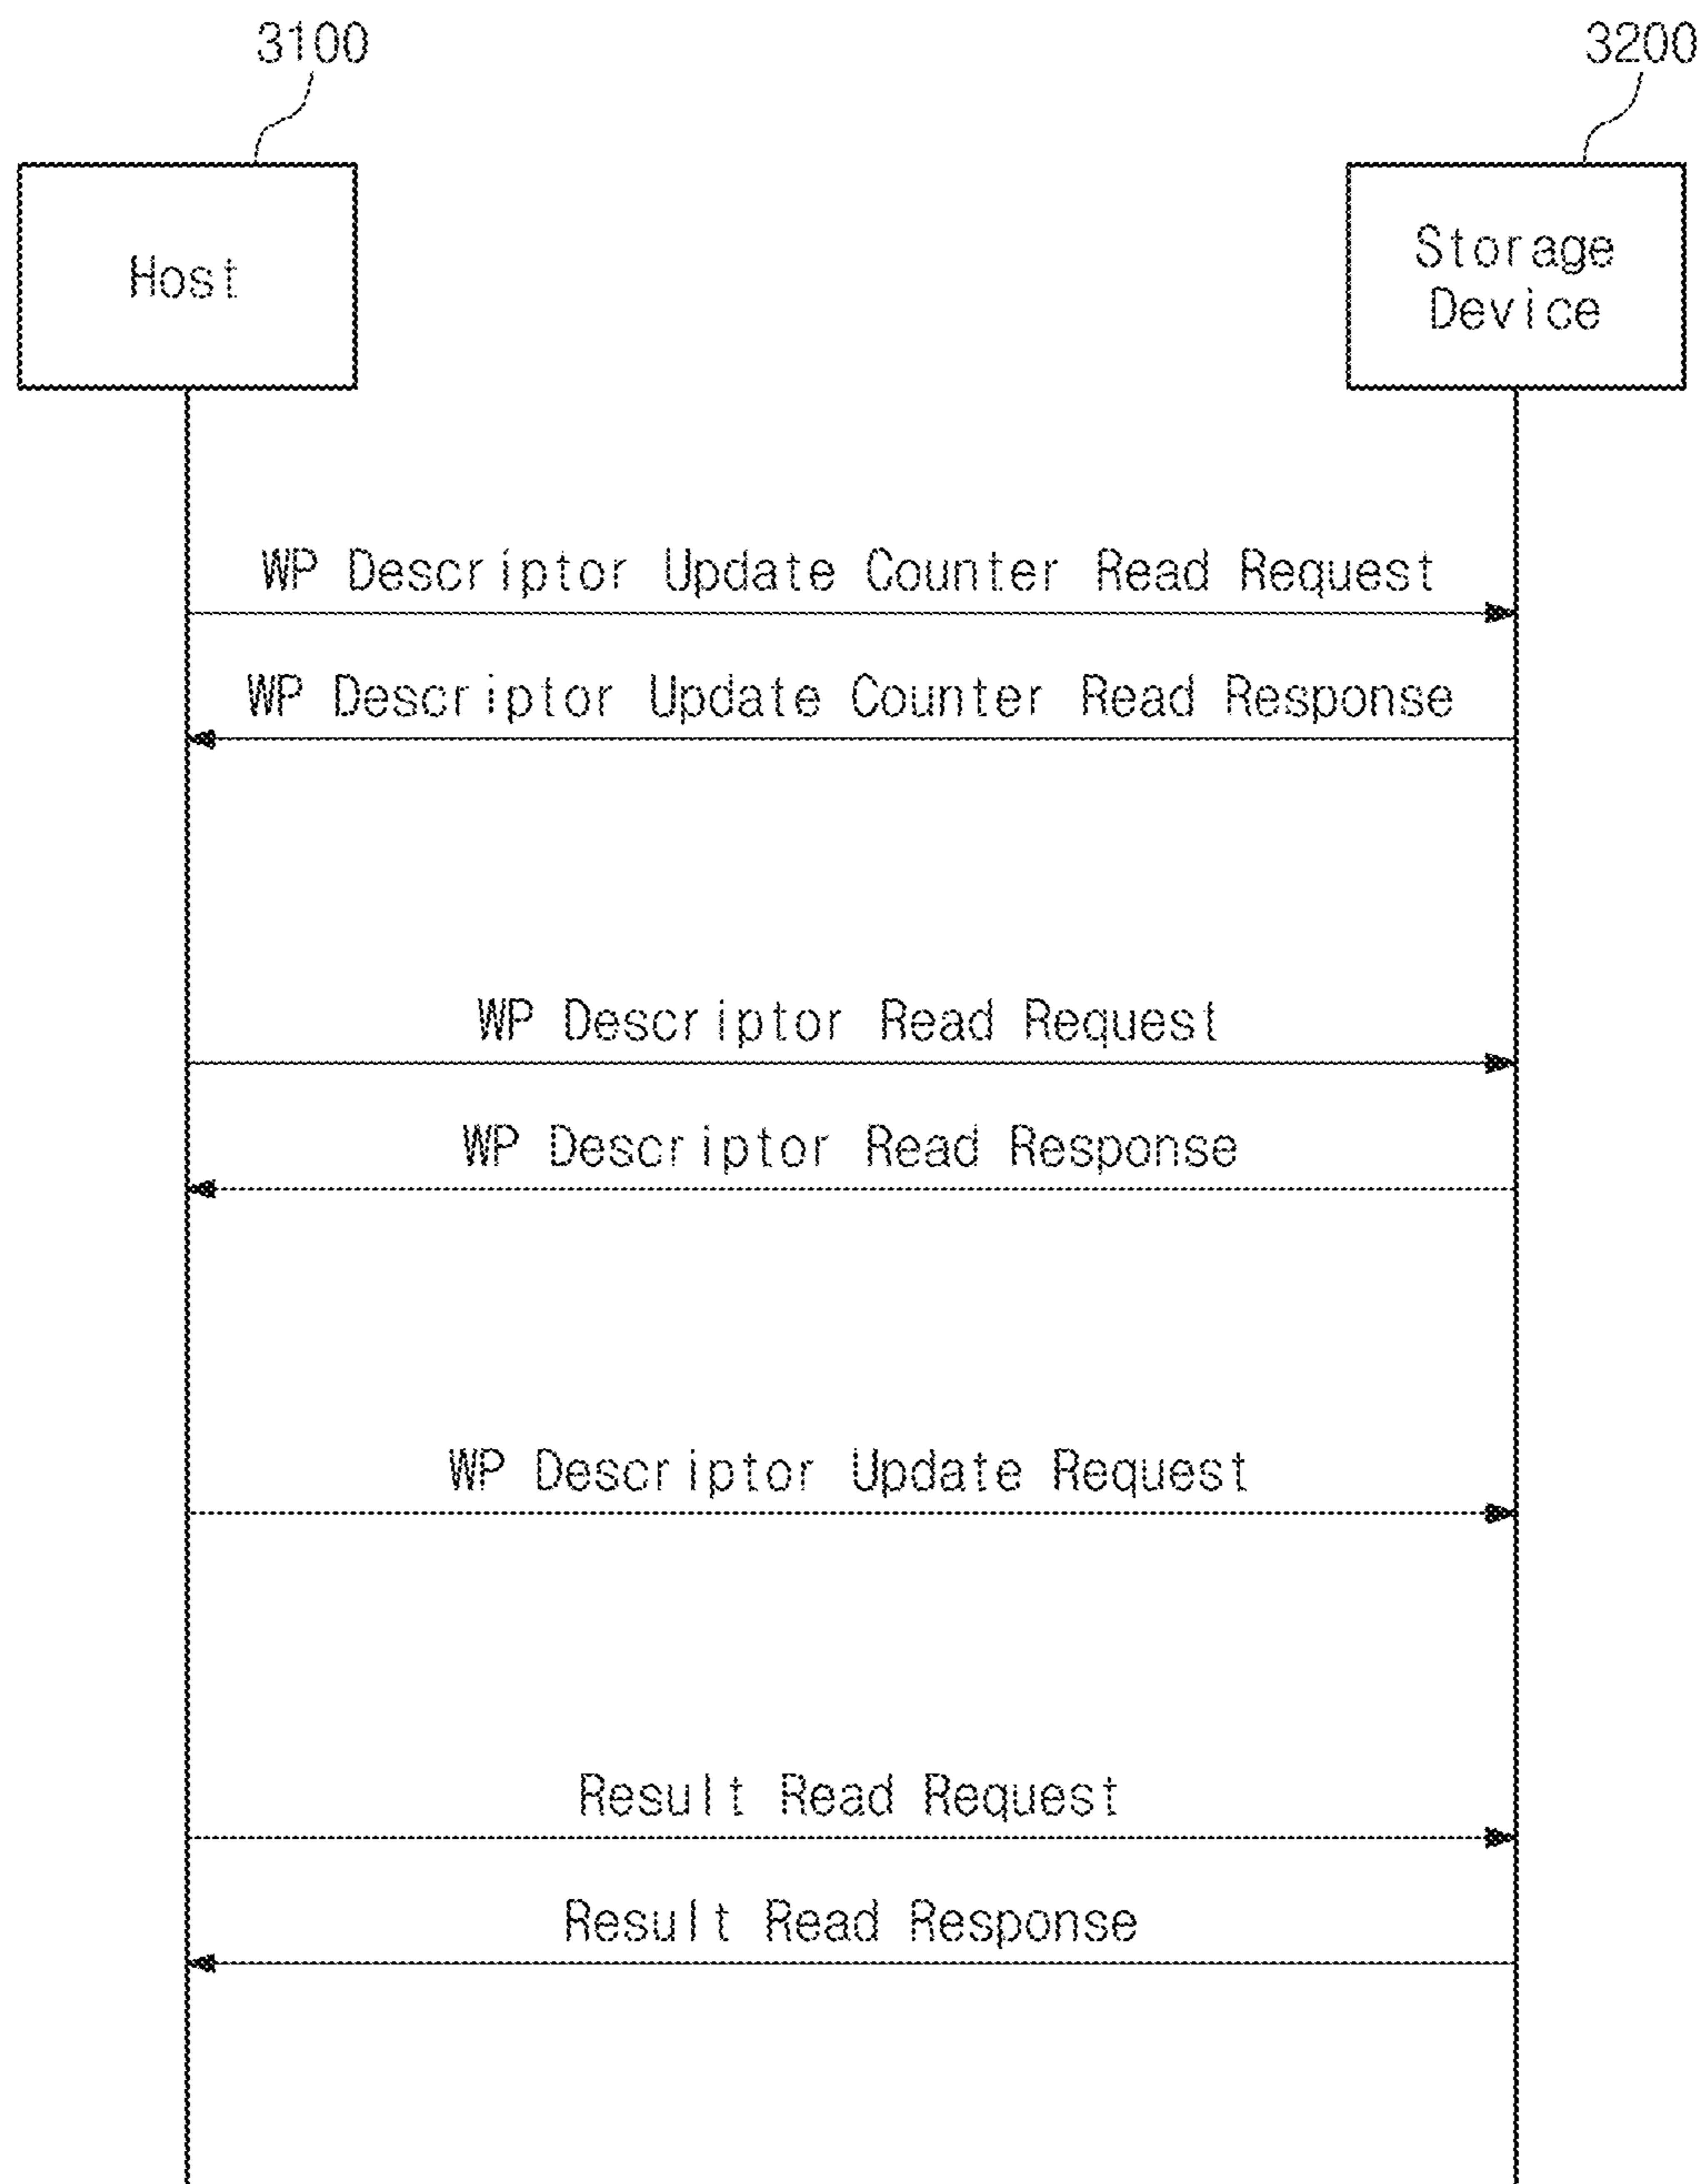 3100
3200
Host
Storage
Device
WP Descriptor Update Counter Read Request
WP Descriptor Update Counter Read Response
WP Descriptor Read Request
WP Descriptor Read Response
WP Descriptor Update Request
Result Read Request
Result Read Response